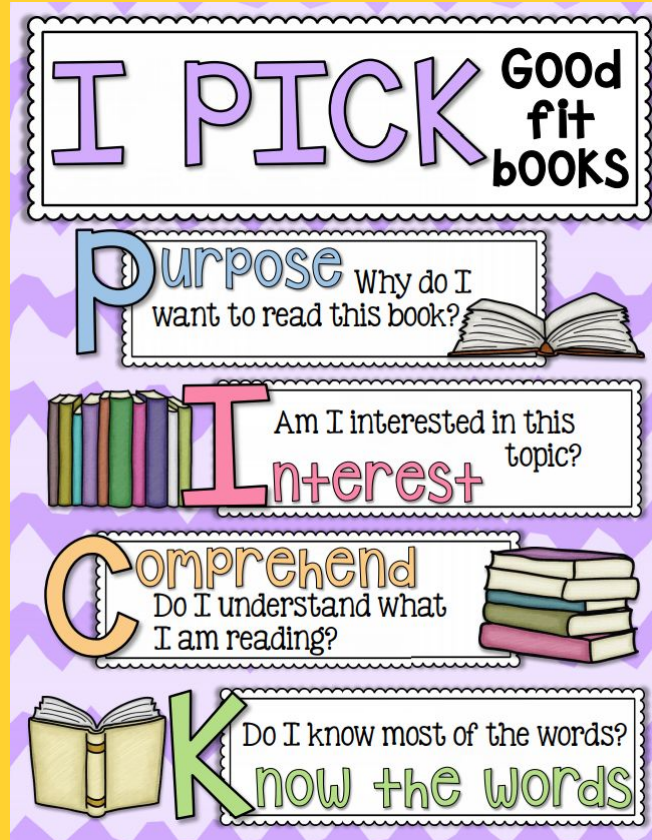 I PICK
Good
fit
books
Purpose Why do I
want to read this book?
Am I interested in this
topic?
Interest
Comprehend
Do I understand what
I am reading?
Do I know most of the words?
Know the words